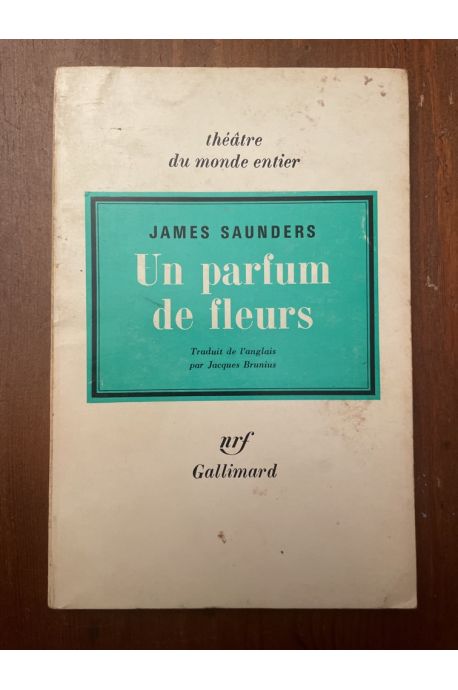 théâtre
du monde entier
JAMES SAUNDERS
Un parfum
de fleurs
Traduit de l'anglais
par Jacques Brunius
nrf
Gallimard